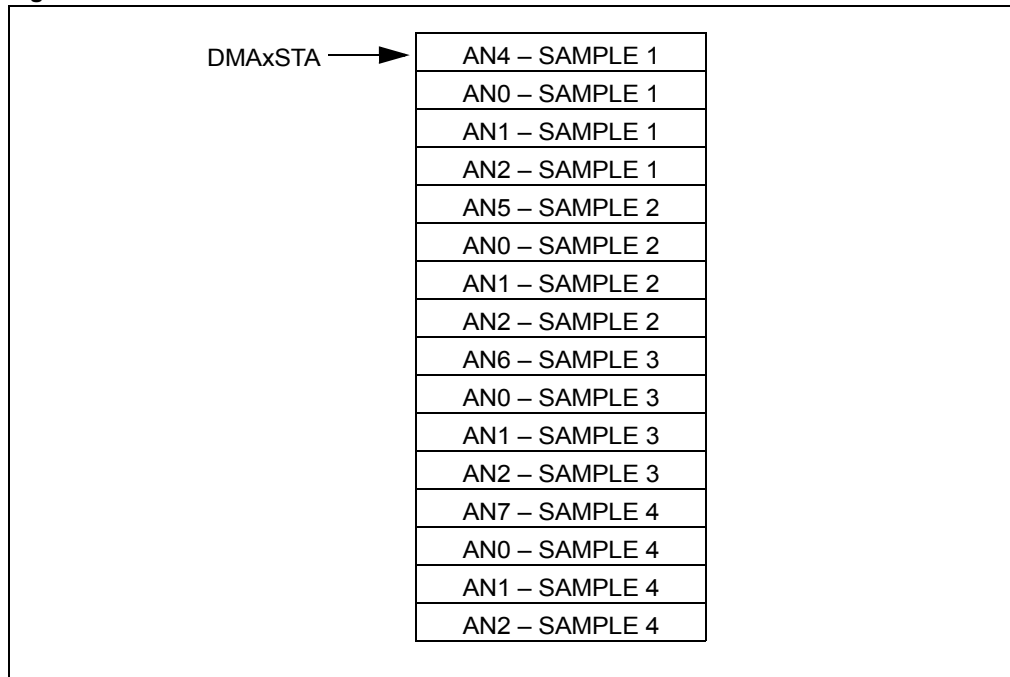 DMAxSTA
AN4 – SAMPLE 1
AN0 – SAMPLE 1
AN1 – SAMPLE 1
AN2 – SAMPLE 1
AN5 – SAMPLE 2
AN0 – SAMPLE 2
AN1 – SAMPLE 2
AN2 – SAMPLE 2
AN6 – SAMPLE 3
AN0 – SAMPLE 3
AN1 – SAMPLE 3
AN2 – SAMPLE 3
AN7 – SAMPLE 4
AN0 – SAMPLE 4
AN1 – SAMPLE 4
AN2 – SAMPLE 4